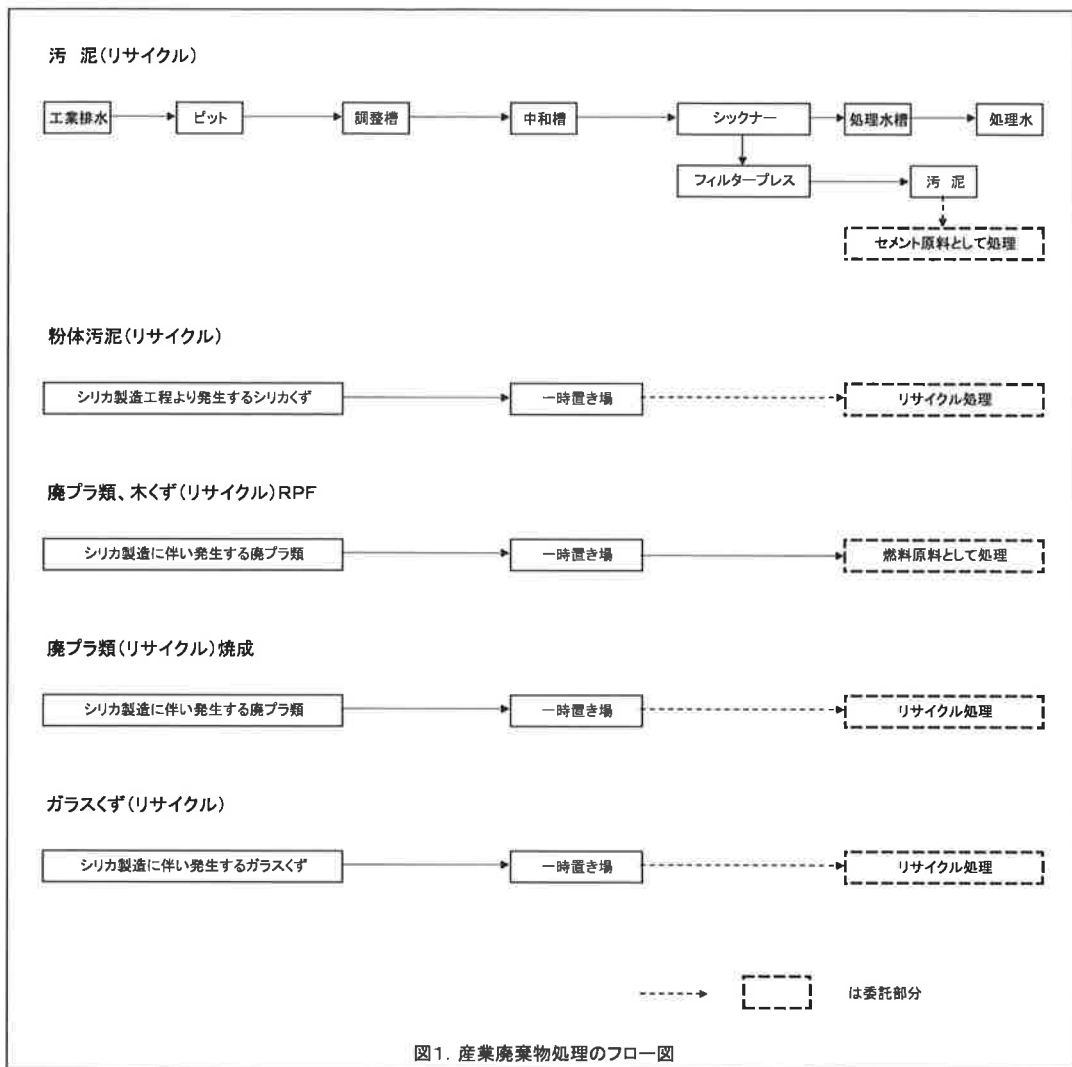 汚 泥(リサイクル)
工業排水 ピット 調整槽 中和槽 シックナー 処理水槽 処理水
フィルタープレス 汚 泥
セメント原料として処理
粉体汚泥(リサイクル)
シリカ製造工程より発生するシリカくず 一時置き場 リサイクル処理
廃プラ類、木くず(リサイクル)RPF
シリカ製造に伴い発生する廃プラ類 一時置き場 燃料原料として処理
廃プラ類(リサイクル)焼成
シリカ製造に伴い発生する廃プラ類 一時置き場 リサイクル処理
ガラスくず(リサイクル)
シリカ製造に伴い発生するガラスくず 一時置き場 リサイクル処理
は委託部分
図1. 産業廃棄物処理のフロー図